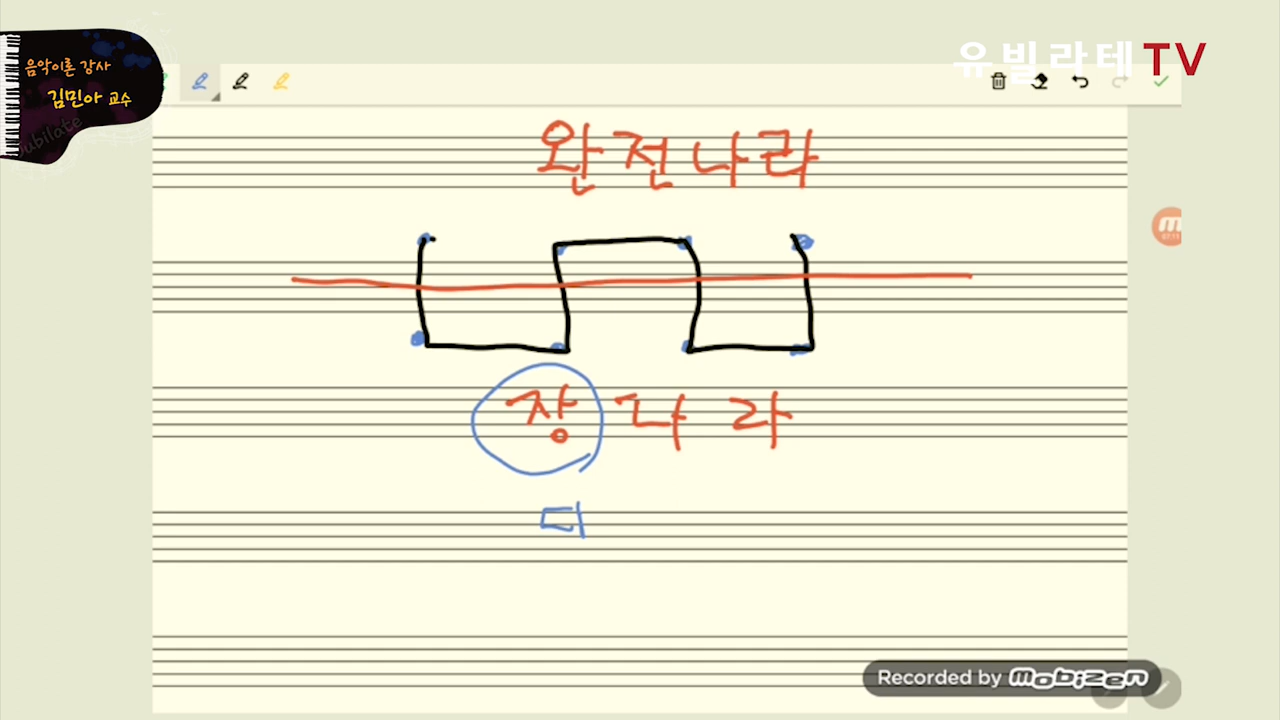 음악이론 강사
김민아 교수
Jubilate
유빌라테TV
완전나라
장나라
Recorded by mobizen